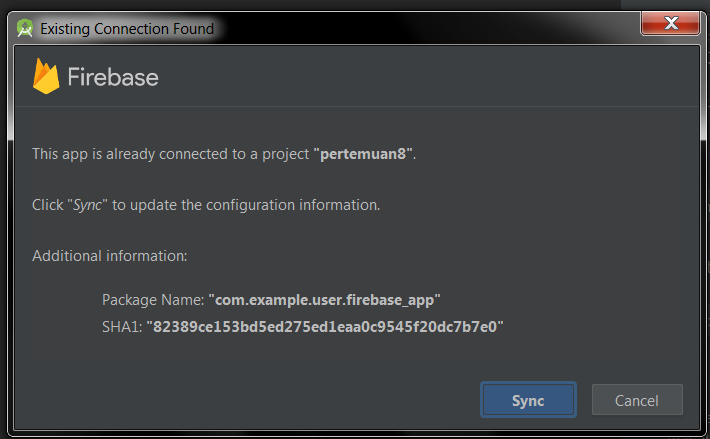 Existing Connection Found
Firebase
This app is already connected to a project "pertemuan8".
Click "Sync" to update the configuration information.
Additional information:
Package Name: "com.example.user.firebase_app"
SHA1: "82389ce153bd5ed275ed1eaa0c9545f20dc7b7e0"
Sync
Cancel